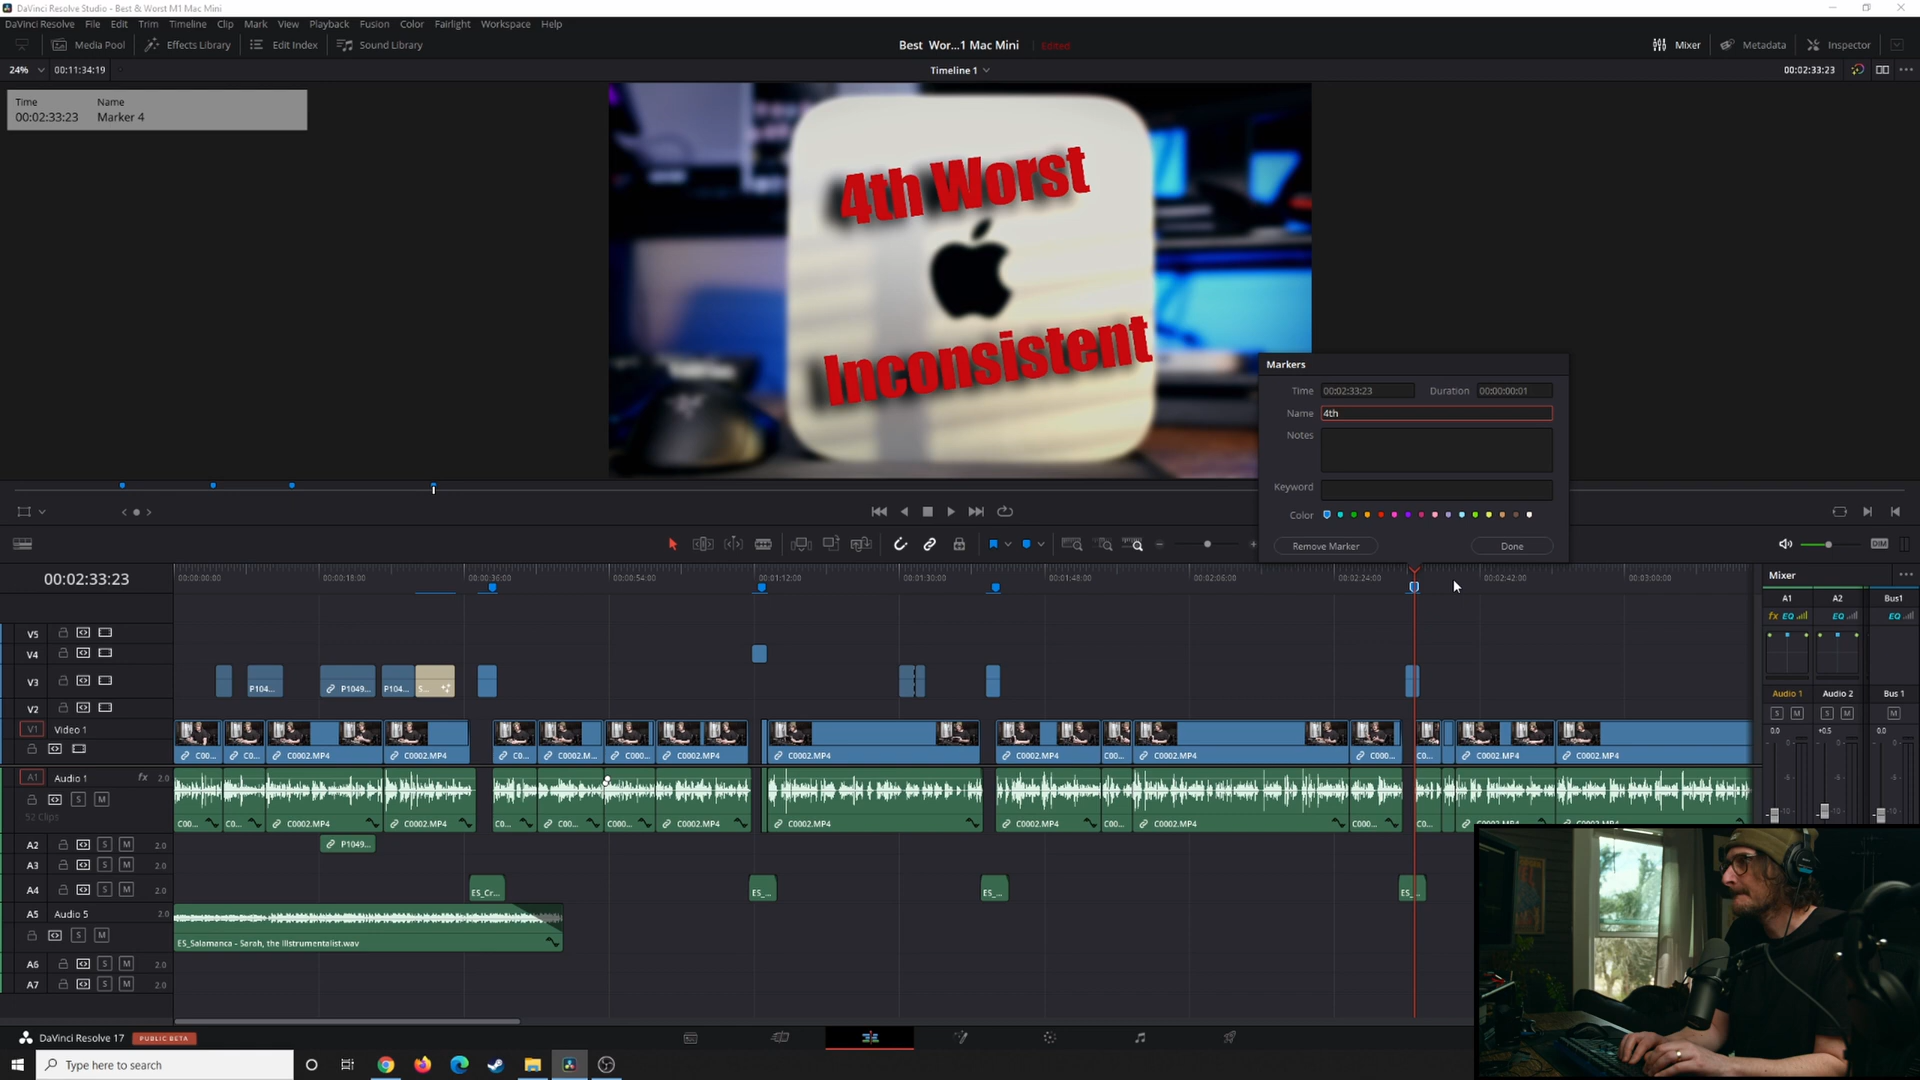 DaVinci Resolve Studio - Best & Worst M1 Mac Mini
DaVinci Resolve File Edit Trim Timeline Clip Mark View Playback Fusion Color Fairlight Workspace Help
Media Pool Effects Library Edit Index Sound Library
Best Wor...1 Mac Mini Edited
Mixer Metadata Inspector
24% 00:11:34:19
Timeline 1
00:02:33:23
Time Name
00:02:33:23 Marker 4
4th Worst
Inconsistent
Markers
Time 00:02:33:23 Duration 00:00:00:01
Name 4th
Notes
Keyword
Color
Remove Marker Done
DIM
00:02:33:23
00:00:00:00 00:00:18:00 00:00:36:00 00:00:54:00 00:01:12:00 00:01:30:00 00:01:48:00 00:02:06:00 00:02:24:00 00:02:42:00 00:03:00:00
Mixer
A1 A2 Bus1
fx EQ EQ EQ
V5
V4
V3 P104... P1049... P104... S...
V2
Audio 1 Audio 2 Bus 1
V1 Video 1
S M S M M
0.0 +0.5 0.0
C00... C0... C0002.MP4 C0002.MP4 C0... C0002.M... C000... C0002.MP4 C0002.MP4 C0002.MP4 C00... C0002.MP4 C000... C0... C0002.MP4 C0002.MP4
A1 Audio 1 fx 2.0
S M
52 Clips
C00... C0... C0002.MP4 C0002.MP4 C0... C00... C000... C0002.MP4 C0002.MP4 C0002.MP4 C00... C0002.MP4 C000... C0... C0002.MP4 C0002.MP4
-5 -5 -5
-10 -10 -10
A2 S M 2.0 P1049...
A3 S M 2.0
A4 S M 2.0 ES_Cr... ES_... ES_... ES_...
A5 Audio 5 2.0
S M
ES_Salamanca - Sarah, the Illstrumentalist.wav
A6 S M 2.0
A7 S M 2.0
DaVinci Resolve 17 PUBLIC BETA
Type here to search